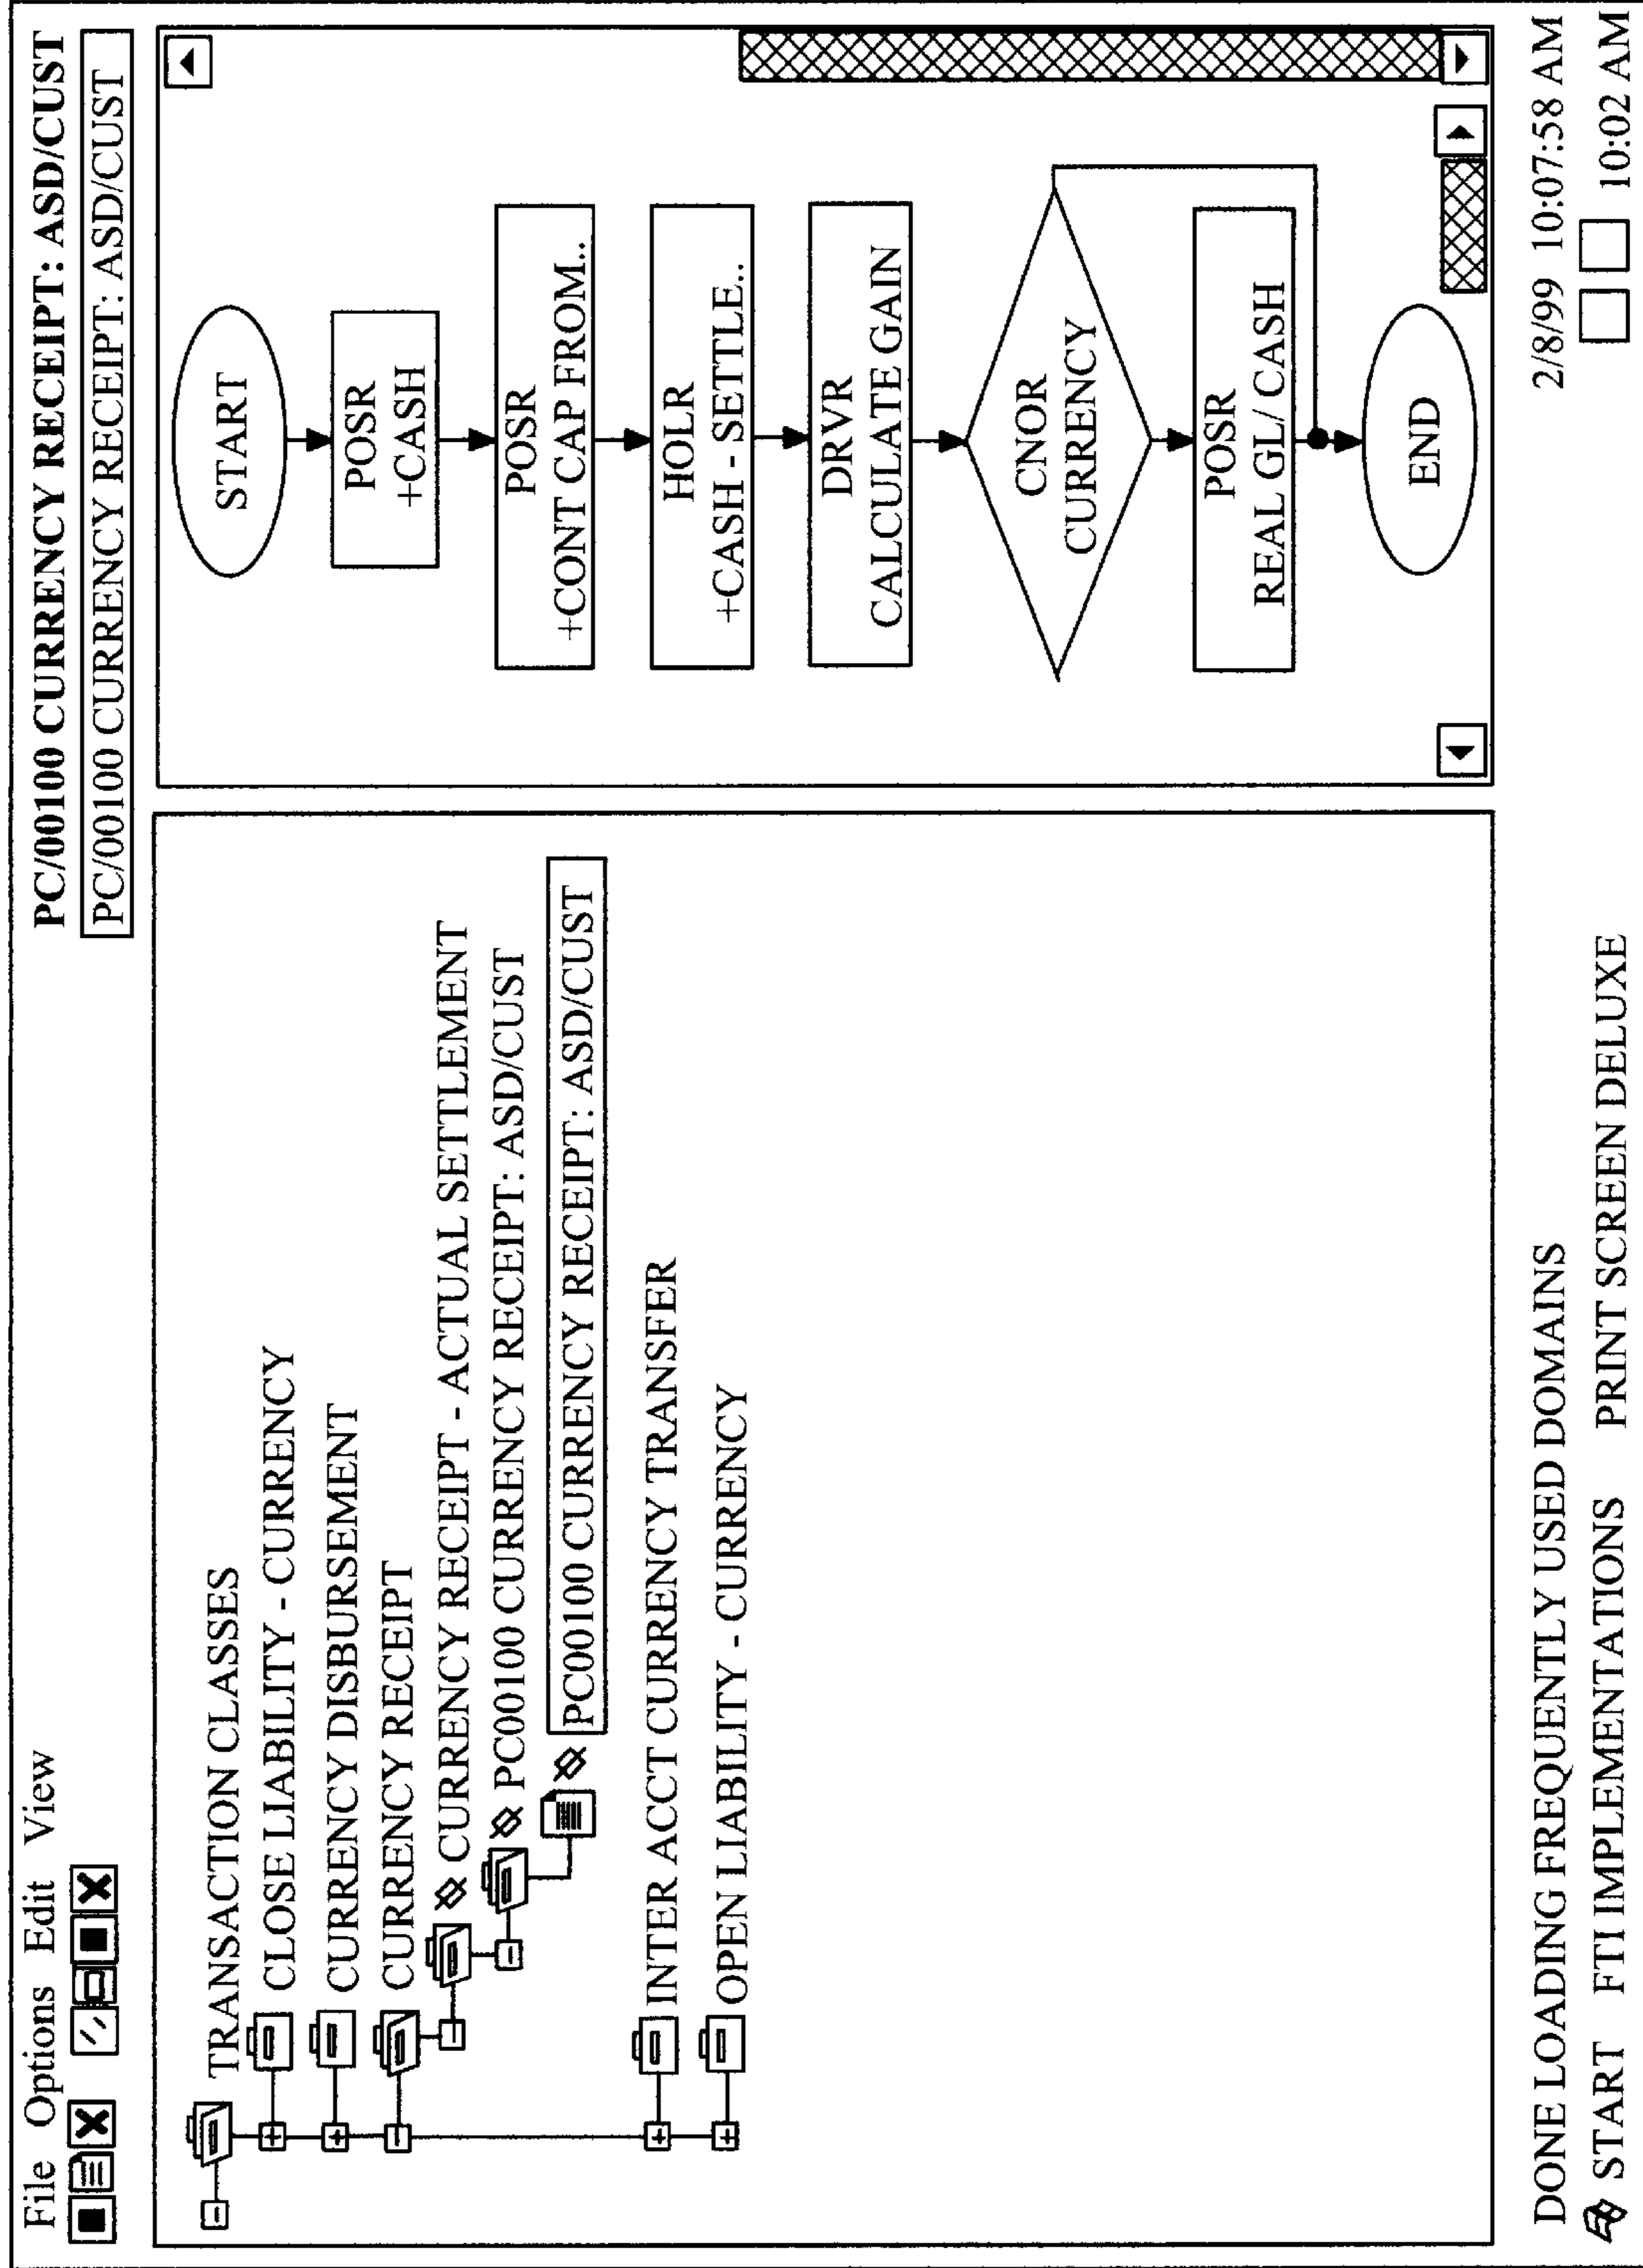 File Options Edit View
PC/00100 CURRENCY RECEIPT: ASD/CUST
PC/00100 CURRENCY RECEIPT: ASD/CUST
TRANSACTION CLASSES
CLOSE LIABILITY - CURRENCY
CURRENCY DISBURSEMENT
CURRENCY RECEIPT
CURRENCY RECEIPT - ACTUAL SETTLEMENT
PC00100 CURRENCY RECEIPT: ASD/CUST
PC00100 CURRENCY RECEIPT: ASD/CUST
INTER ACCT CURRENCY TRANSFER
OPEN LIABILITY - CURRENCY
START
POSR
+CASH
POSR
+CONT CAP FROM..
HOLR
+CASH - SETTLE..
DRVR
CALCULATE GAIN
CNOR
CURRENCY
POSR
REAL GL/ CASH
END
DONE LOADING FREQUENTLY USED DOMAINS
2/8/99 10:07:58 AM
START FTI IMPLEMENTATIONS PRINT SCREEN DELUXE
10:02 AM